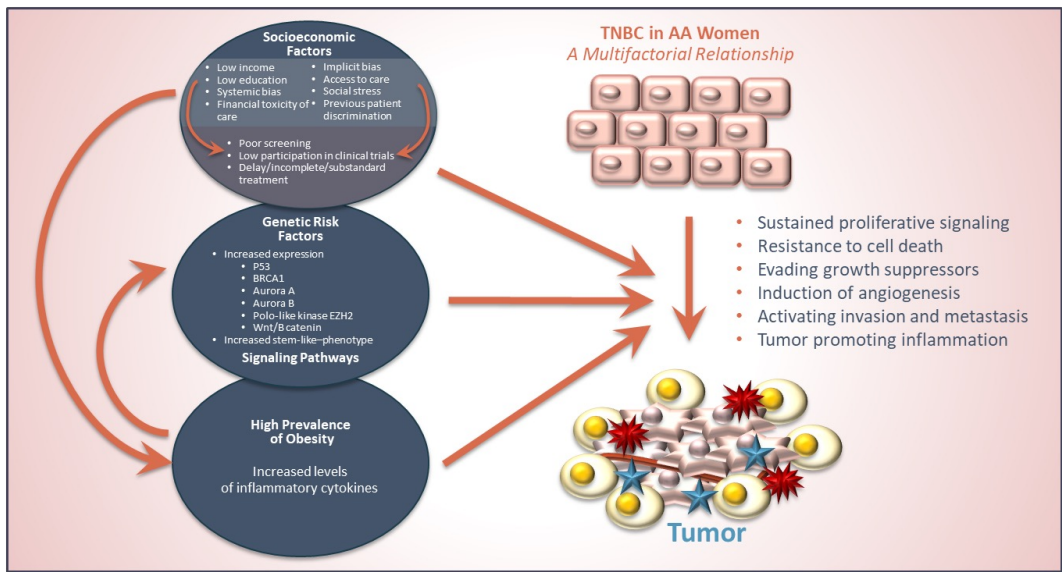 TNBC in AA Women
A Multifactorial Relationship
Socioeconomic
Factors
• Low income
• Low education
• Systemic bias
• Financial toxicity of
care
• Implicit bias
• Access to care
• Social stress
• Previous patient
discrimination
• Poor screening
• Low participation in clinical trials
• Delay/incomplete/substandard
treatment
Genetic Risk
Factors
• Increased expression
• P53
• BRCA1
• Aurora A
• Aurora B
• Polo-like kinase EZH2
• Wnt/B catenin
• Increased stem-like–phenotype
Signaling Pathways
High Prevalence
of Obesity
Increased levels
of inflammatory cytokines
• Sustained proliferative signaling
• Resistance to cell death
• Evading growth suppressors
• Induction of angiogenesis
• Activating invasion and metastasis
• Tumor promoting inflammation
Tumor